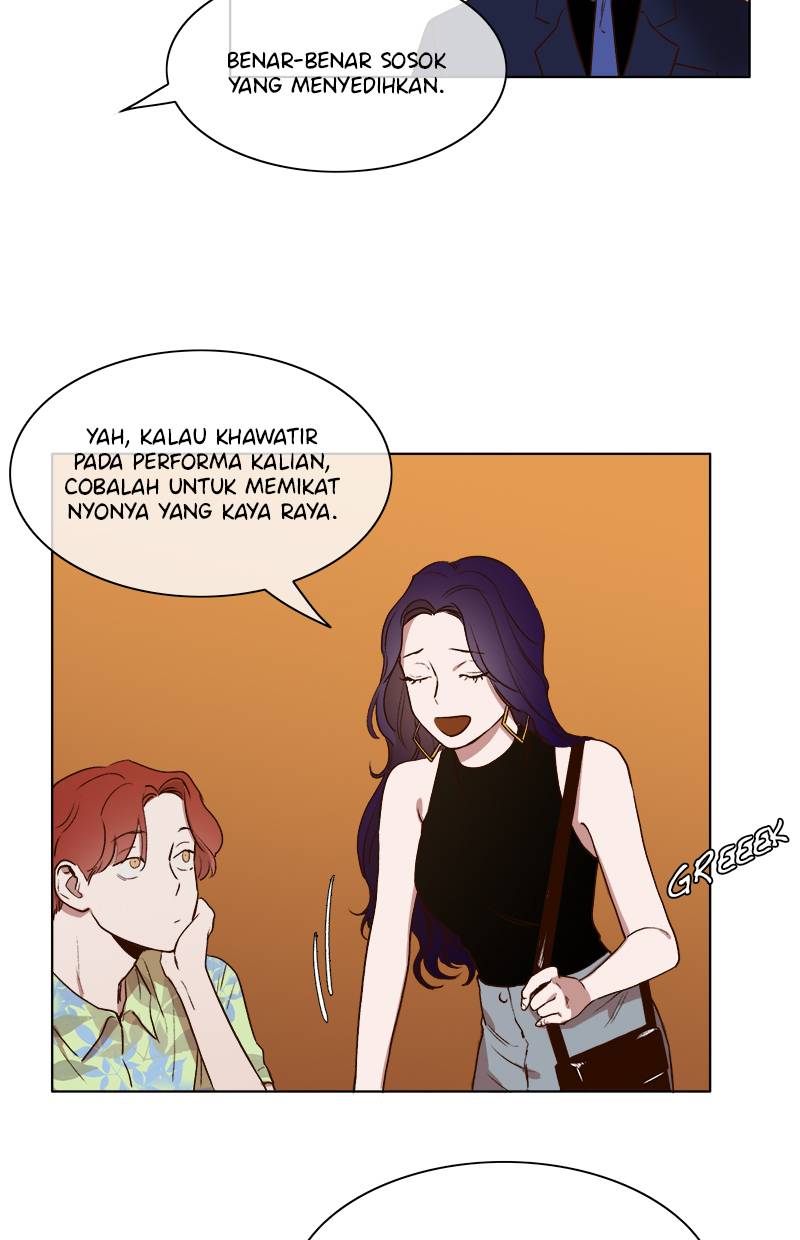 BENAR-BENAR SOSOK
YANG MENYEDIHKAN.
YAH, KALAU KHAWATIR
PADA PERFORMA KALIAN,
COBALAH UNTUK MEMIKAT
NYONYA YANG KAYA RAYA.
GREEEK